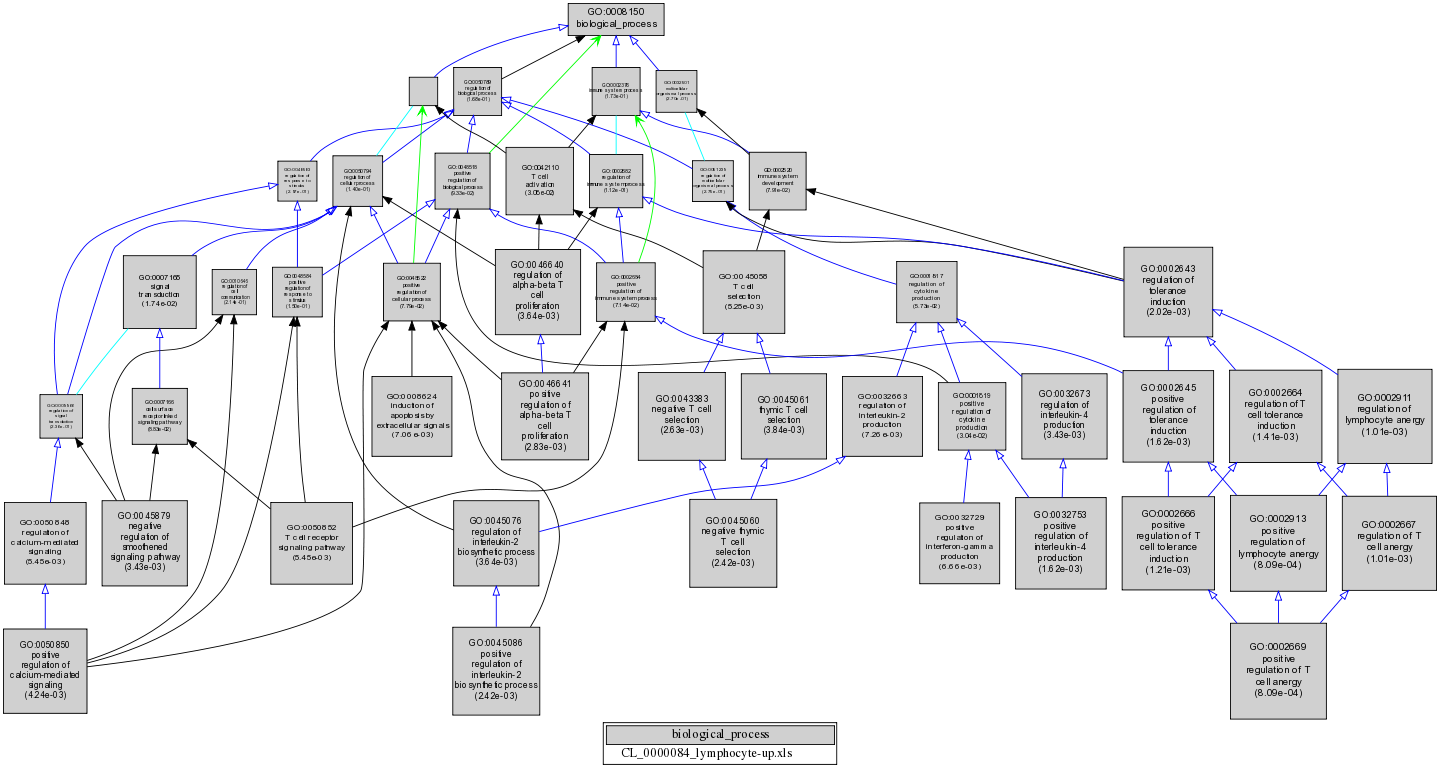 GO:0008150
biological_process
GO:0050789
regulation of
biological process
(1.68e-01)
GO:0002376
immune system process
(1.73e-01)
organismal process
regulation of
response to
stimulus
GO:0050794
regulation of
cellular process
(1.40e-01)
GO:0048518
positive
regulation of
biological process
(9.33e-02)
GO:0042110
T cell
activation
(3.05e-02)
GO:0002682
regulation of
immune system process
(1.12e-01)
regulation of
multicellular
organismal process
GO:0002520
immune system
development
(7.91e-02)
GO:0007165
signal
transduction
(1.74e-02)
GO:0010646
regulation of
cell
communication
GO:0048584
positive
regulation of
response to
stimulus
GO:0048522
positive
regulation of
cellular process
(7.75e-02)
GO:0046640
regulation of
alpha-beta T
cell
proliferation
(3.64e-03)
GO:0002684
positive
regulation of
immune system process
(7.14e-02)
GO:0045058
T cell
selection
(5.25e-03)
GO:0001817
regulation of
cytokine
production
(5.73e-02)
GO:0002643
regulation of
tolerance
induction
(2.02e-03)
regulation of
signal
transduction
GO:0007166
cell surface
receptor linked
signaling pathway
GO:0008624
induction of
apoptosis by
extracellular signals
(7.06e-03)
GO:0046641
positive
regulation of
alpha-beta T
cell
proliferation
(2.83e-03)
GO:0043383
negative T cell
selection
(2.63e-03)
GO:0045061
thymic T cell
selection
(3.84e-03)
GO:0032663
regulation of
interleukin-2
production
(7.26e-03)
GO:0001819
positive
regulation of
cytokine
production
(3.04e-02)
GO:0032673
regulation of
interleukin-4
production
(3.43e-03)
GO:0002645
positive
regulation of
tolerance
induction
(1.62e-03)
GO:0002664
regulation of T
cell tolerance
induction
(1.41e-03)
GO:0002911
regulation of
lymphocyte anergy
(1.01e-03)
GO:0050848
regulation of
calcium-mediated
signaling
(5.45e-03)
GO:0045879
negative
regulation of
smoothened
signaling pathway
(3.43e-03)
GO:0050852
T cell receptor
signaling pathway
(5.45e-03)
GO:0045076
regulation of
interleukin-2
biosynthetic process
(3.64e-03)
GO:0045060
negative thymic
T cell
selection
(2.42e-03)
GO:0032729
positive
regulation of
interferon-gamma
production
(6.66e-03)
GO:0032753
positive
regulation of
interleukin-4
production
(1.62e-03)
GO:0002666
positive
regulation of T
cell tolerance
induction
(1.21e-03)
GO:0002913
positive
regulation of
lymphocyte anergy
(8.09e-04)
GO:0002667
regulation of T
cell anergy
(1.01e-03)
GO:0050850
positive
regulation of
calcium-mediated
signaling
(4.24e-03)
GO:0045086
positive
regulation of
interleukin-2
biosynthetic process
(2.42e-03)
GO:0002669
positive
regulation of T
cell anergy
(8.09e-04)
biological_process
CL_0000084_lymphocyte-up.xls